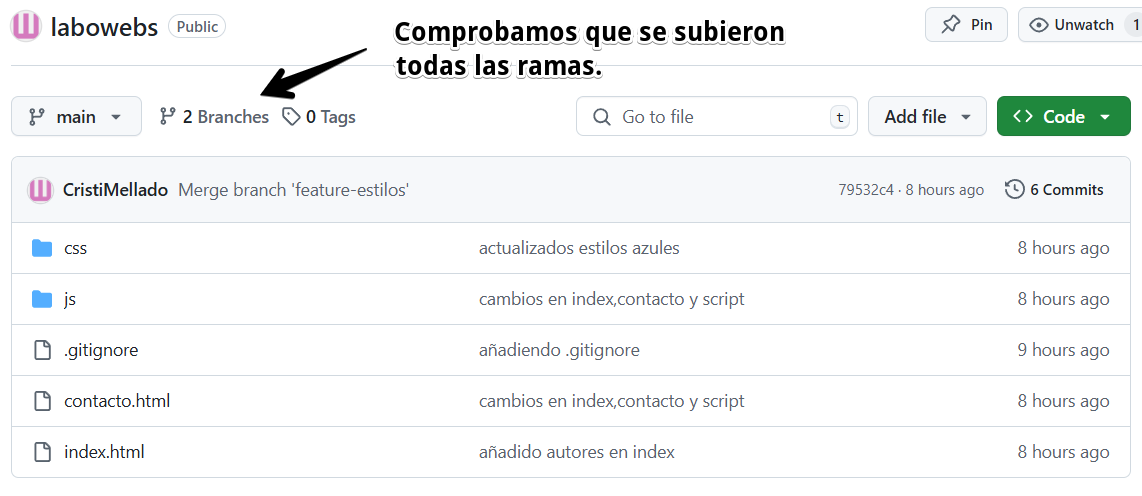 labowebs Public
Comprobamos que se subieron
todas las ramas.
Pin
Unwatch 1
main
2 Branches
0 Tags
Go to file t
Add file
Code
CristiMellado Merge branch 'feature-estilos' 79532c4 · 8 hours ago 6 Commits
css actualizados estilos azules 8 hours ago
js cambios en index,contacto y script 8 hours ago
.gitignore añadiendo .gitignore 9 hours ago
contacto.html cambios en index,contacto y script 8 hours ago
index.html añadido autores en index 8 hours ago